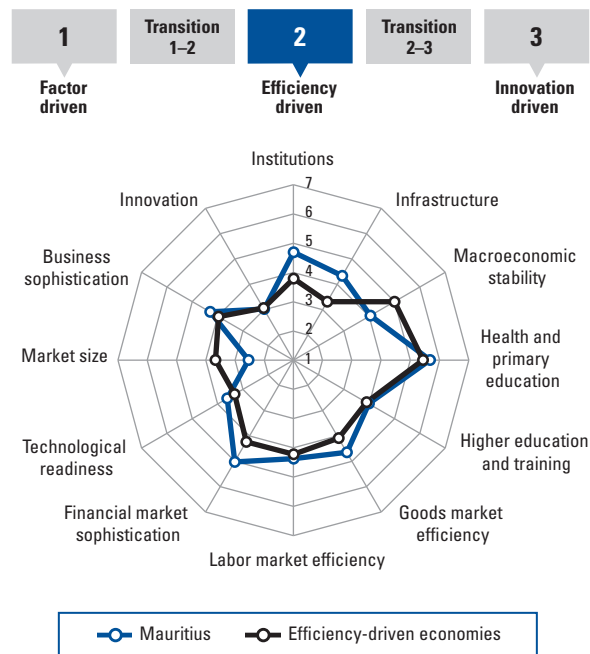 1
Transition
1–2
2
Transition
2–3
3
Factor
driven
Efficiency
driven
Innovation
driven
Institutions
Innovation
Infrastructure
Business
sophistication
Macroeconomic
stability
Market size
Health and
primary
education
Technological
readiness
Higher education
and training
Financial market
sophistication
Goods market
efficiency
Labor market efficiency
7
6
5
4
3
2
1
Mauritius
Efficiency-driven economies